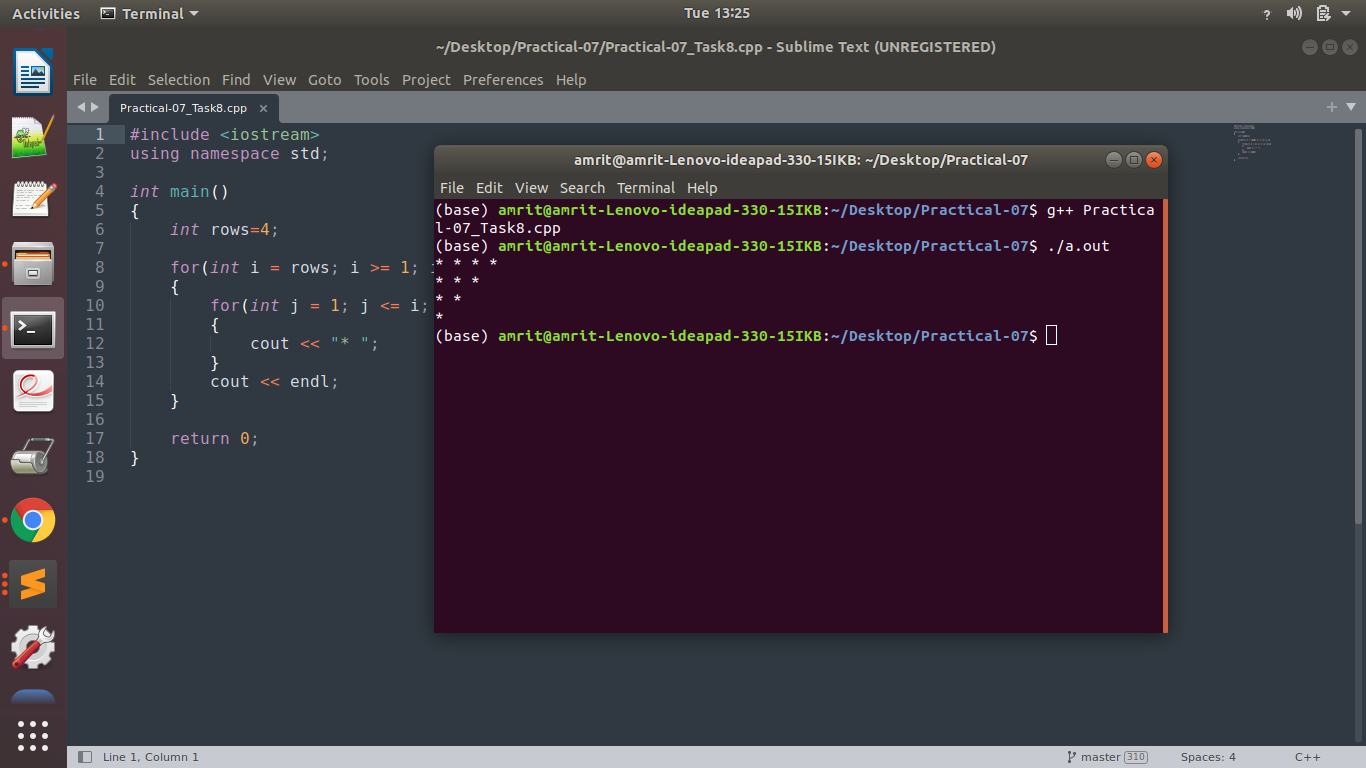 Activities Terminal Tue 13:25 ?
~/Desktop/Practical-07/Practical-07_Task8.cpp - Sublime Text (UNREGISTERED)
File Edit Selection Find View Goto Tools Project Preferences Help
Practical-07_Task8.cpp
1 #include <iostream>
2 using namespace std;
3
4 int main()
5 {
6 int rows=4;
7
8 for(int i = rows; i >= 1;
9 {
10 for(int j = 1; j <= i;
11 {
12 cout << "* ";
13 }
14 cout << endl;
15 }
16
17 return 0;
18 }
19
amrit@amrit-Lenovo-ideapad-330-15IKB: ~/Desktop/Practical-07
File Edit View Search Terminal Help
(base) amrit@amrit-Lenovo-ideapad-330-15IKB:~/Desktop/Practical-07$ g++ Practica
l-07_Task8.cpp
(base) amrit@amrit-Lenovo-ideapad-330-15IKB:~/Desktop/Practical-07$ ./a.out
* * * *
* * *
* *
*
(base) amrit@amrit-Lenovo-ideapad-330-15IKB:~/Desktop/Practical-07$
Line 1, Column 1 master 310 Spaces: 4 C++